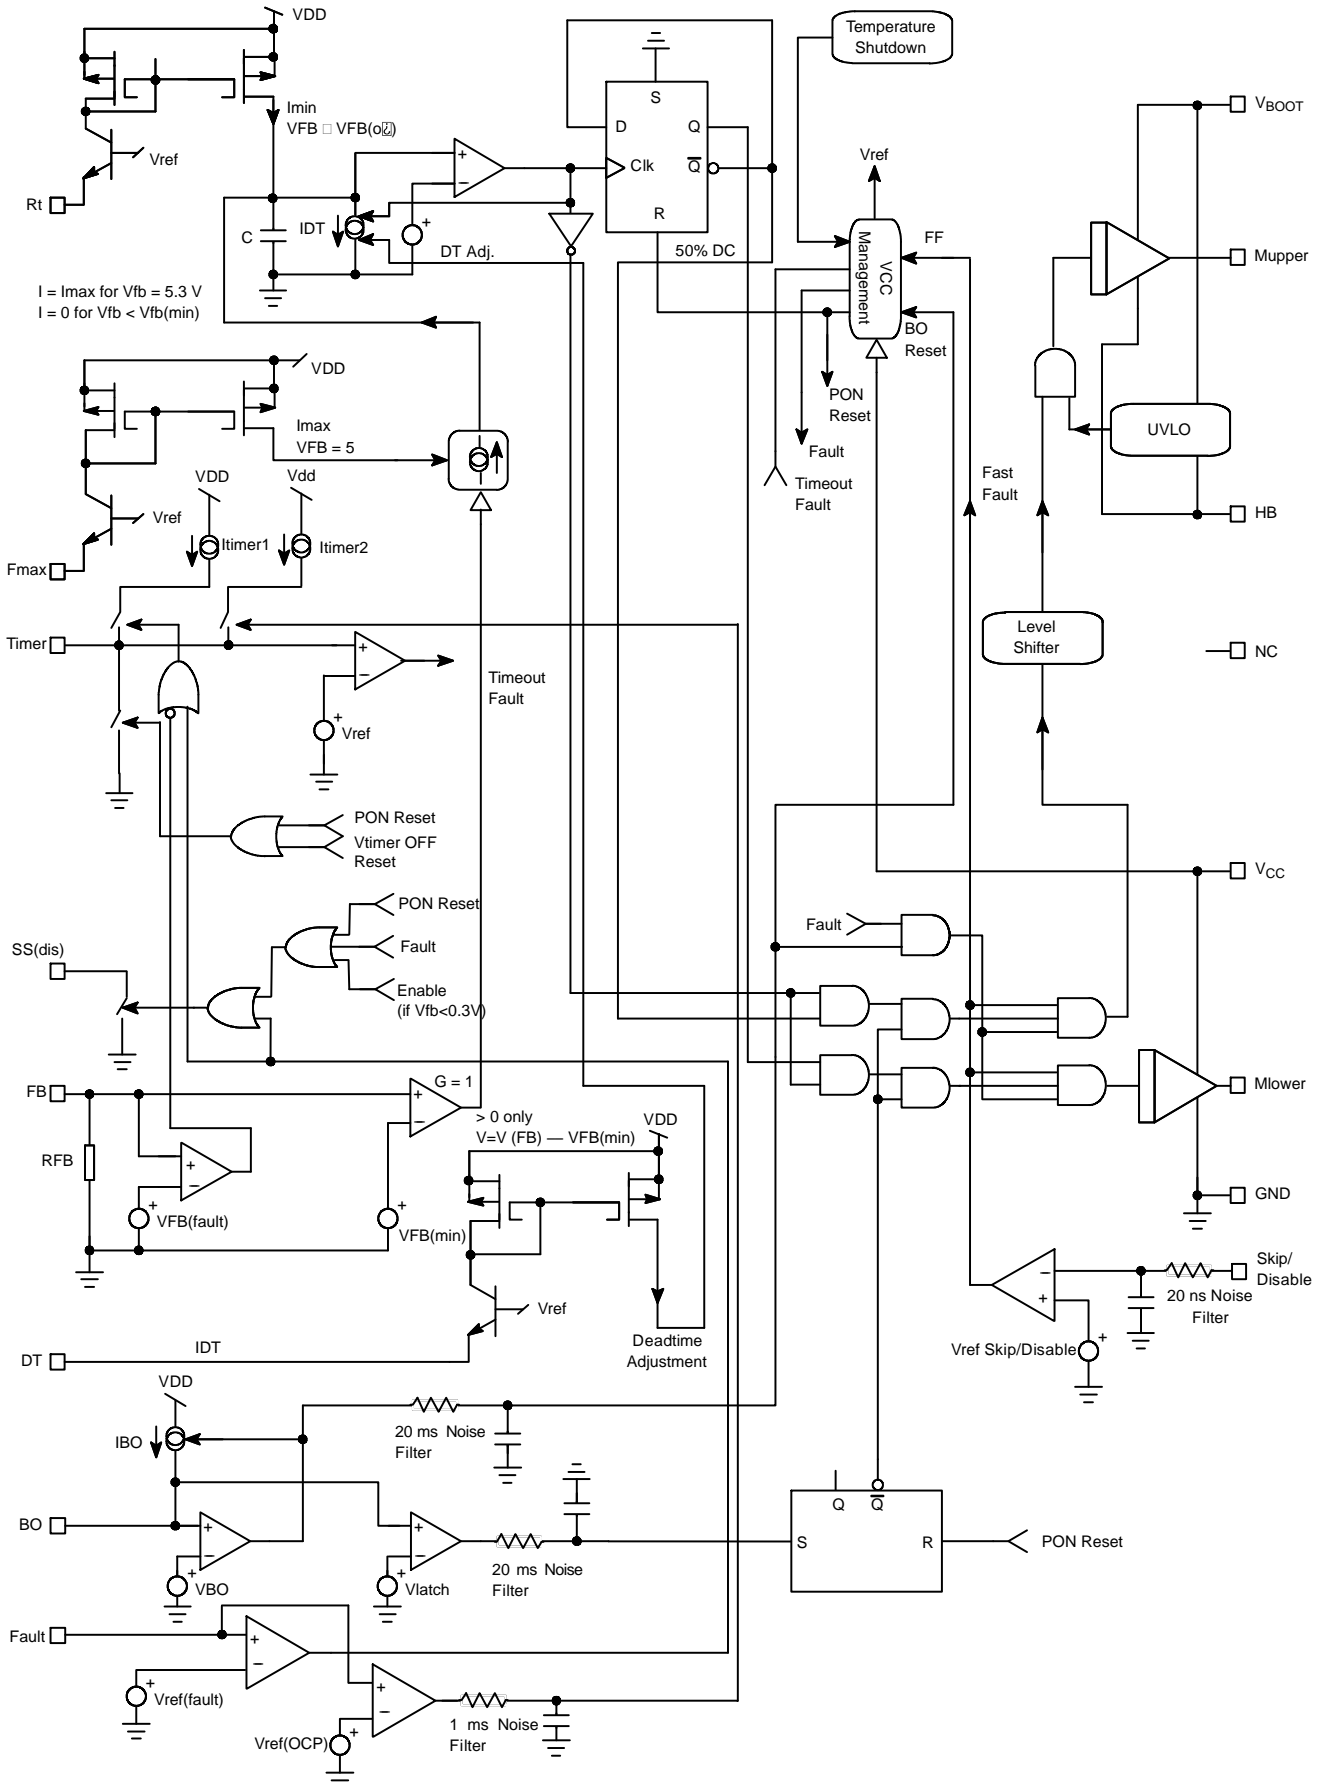 VDD
Temperature
Shutdown
S
D
Q
Clk
Q
R
Imin
VFB
Vref
Rt
C
IDT
+
−
+
DT Adj.
50% DC
Vref
VCC
Management
FF
BO
Reset
VBOOT
Mupper
I = Imax for Vfb = 5.3 V
I = 0 for Vfb < Vfb(min)
VDD
Imax
VFB = 5
PON
Reset
Fault
Timeout
Fault
Fast
Fault
UVLO
HB
VDD
Vdd
Vref
Itimer1
Itimer2
Fmax
Timer
+
−
Timeout
Fault
+
Vref
Level
Shifter
NC
PON Reset
Vtimer OFF
Reset
VCC
PON Reset
Fault
Fault
SS(dis)
Enable
(if Vfb<0.3V)
FB
G = 1
+
−
> 0 only
V=V (FB) — VFB(min)
VDD
Mlower
RFB
+
−
+
VFB(fault)
+
VFB(min)
GND
Vref
Skip/
Disable
−
+
20 ns Noise
Filter
Vref Skip/Disable
+
Deadtime
Adjustment
DT
IDT
VDD
IBO
20 ms Noise
Filter
BO
+
−
+
−
Q
Q
S
R
PON Reset
+
VBO
+
Vlatch
20 ms Noise
Filter
Fault
+
−
+
Vref(fault)
+
−
+
Vref(OCP)
1 ms Noise
Filter